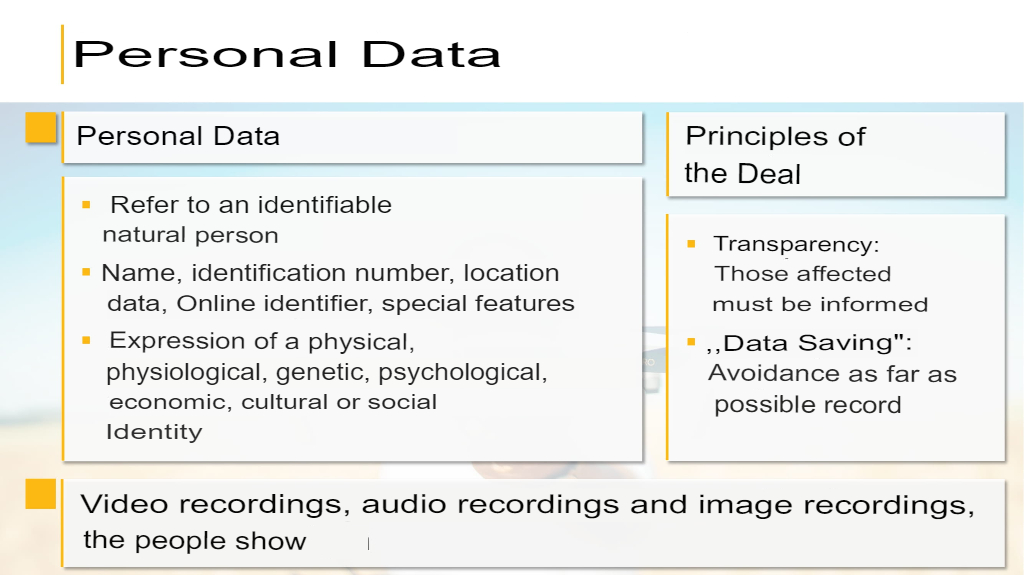 Personal Data
Personal Data
Refer to an identifiable
natural person
Name, identification number, location
data, Online identifier, special features
Expression of a physical,
physiological, genetic, psychological,
economic, cultural or social
Identity
Principles of
the Deal
Transparency:
Those affected
must be informed
,,Data Saving":
Avoidance as far as
possible record
Video recordings, audio recordings and image recordings,
the people show